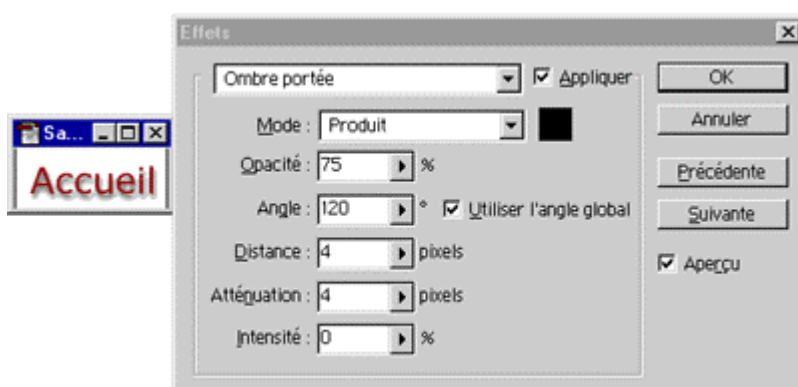 Effets
Ombre portée
Appliquer
OK
Mode : Produit
Annuler
Sa...
Opacité : 75 %
Précédente
Accueil
Angle : 120 ° Utiliser l'angle global
Suivante
Distance : 4 pixels
Aperçu
Atténuation : 4 pixels
Intensité : 0 %